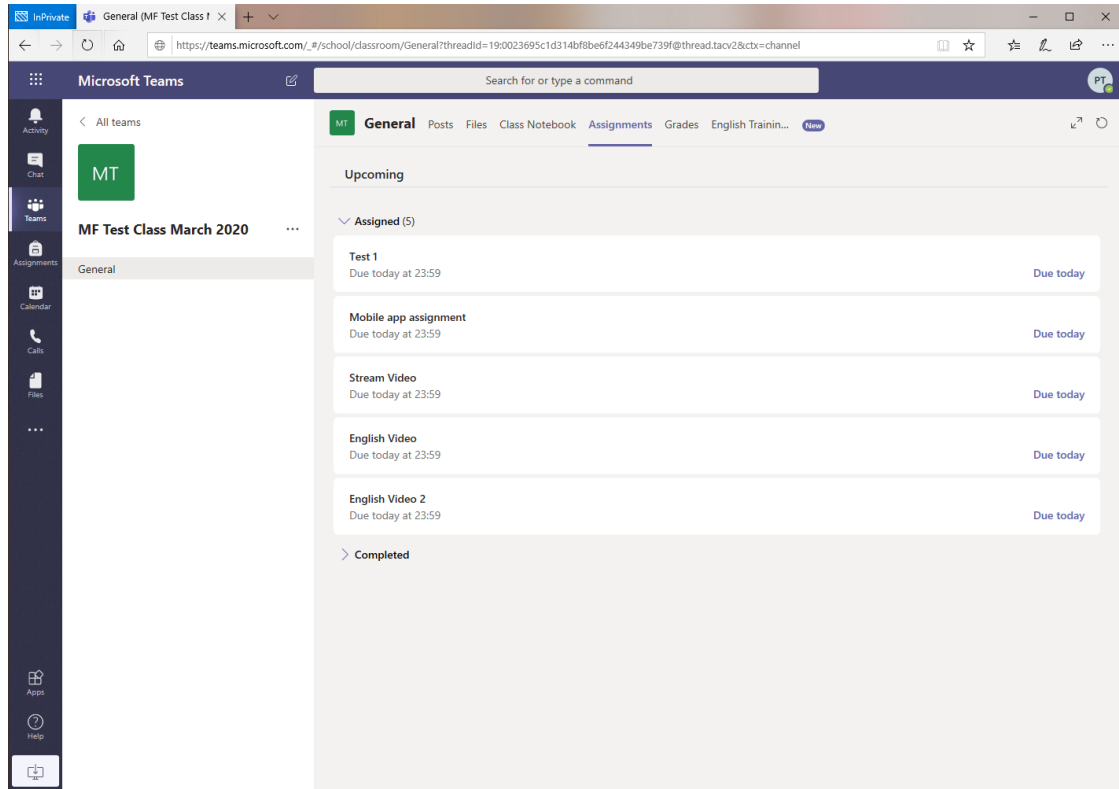 InPrivate
General (MF Test Class M
https://teams.microsoft.com/_#/school/classroom/General?threadId=19:0023695c1d314bf8be6f244349be739f@thread.tacv2&ctx=channel
Microsoft Teams
Search for or type a command
PT
Activity
Chat
Teams
Assignments
Calendar
Calls
Files
Apps
Help
All teams
MT
MF Test Class March 2020
General
MT General Posts Files Class Notebook Assignments Grades English Trainin... New
Upcoming
Assigned (5)
Test 1
Due today at 23:59 Due today
Mobile app assignment
Due today at 23:59 Due today
Stream Video
Due today at 23:59 Due today
English Video
Due today at 23:59 Due today
English Video 2
Due today at 23:59 Due today
Completed